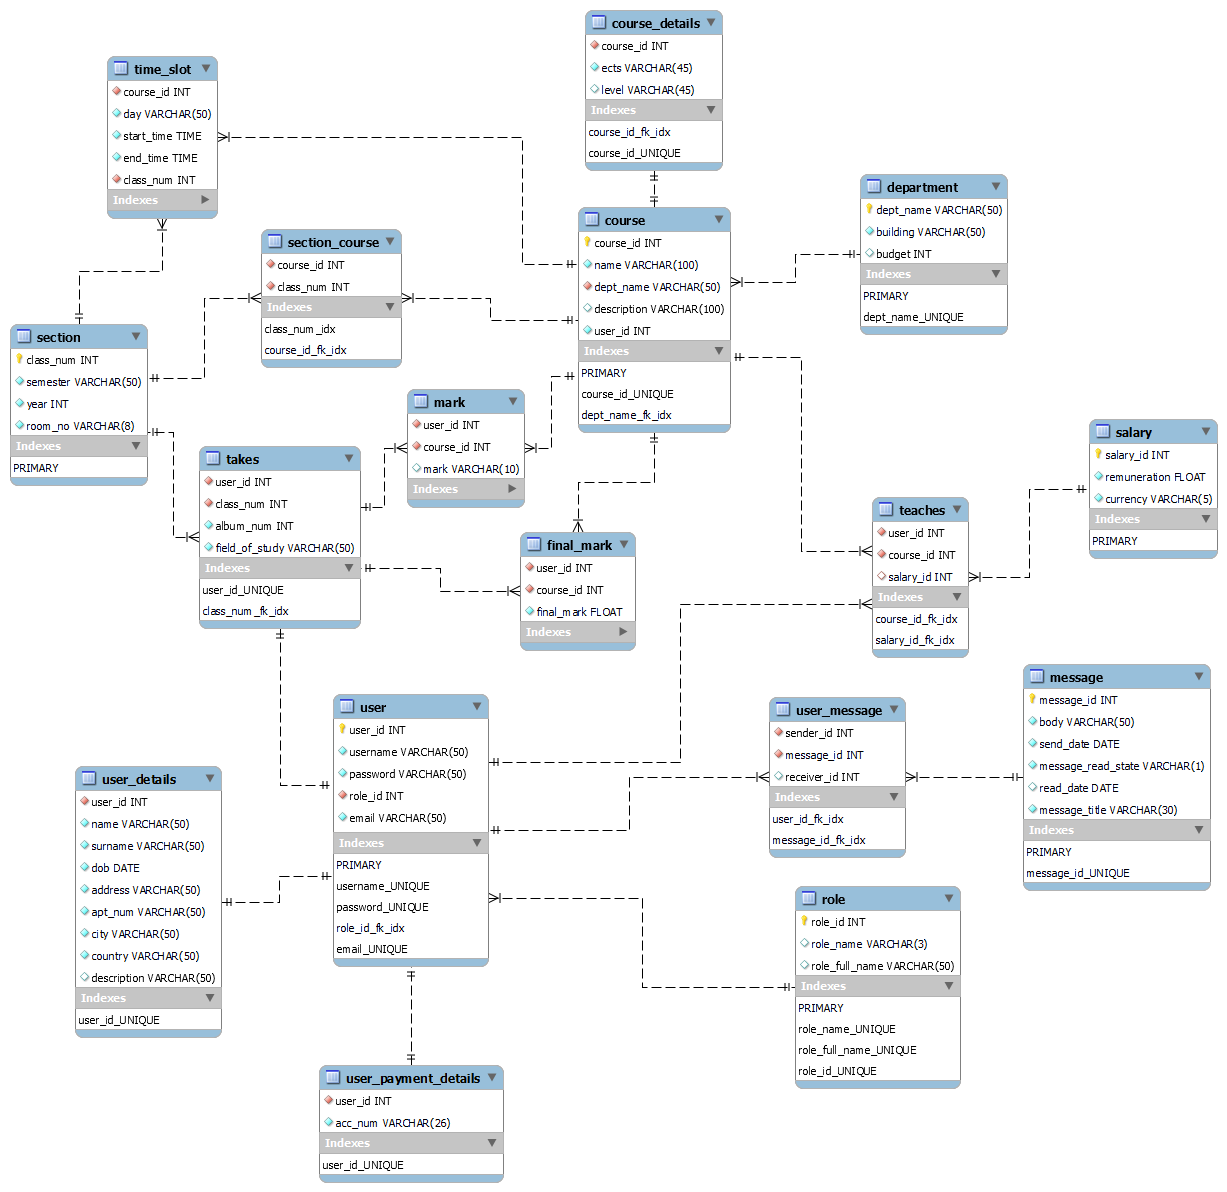 course_details
course_id INT
ects VARCHAR(45)
level VARCHAR(45)
Indexes
course_id_fk_idx
course_id_UNIQUE
time_slot
course_id INT
day VARCHAR(50)
start_time TIME
end_time TIME
class_num INT
Indexes
department
dept_name VARCHAR(50)
building VARCHAR(50)
budget INT
Indexes
PRIMARY
dept_name_UNIQUE
course
course_id INT
name VARCHAR(100)
dept_name VARCHAR(50)
description VARCHAR(100)
user_id INT
Indexes
PRIMARY
course_id_UNIQUE
dept_name_fk_idx
section_course
course_id INT
class_num INT
Indexes
class_num _idx
course_id_fk_idx
section
class_num INT
semester VARCHAR(50)
year INT
room_no VARCHAR(8)
Indexes
PRIMARY
mark
user_id INT
course_id INT
mark VARCHAR(10)
Indexes
salary
salary_id INT
remuneration FLOAT
currency VARCHAR(5)
Indexes
PRIMARY
takes
user_id INT
class_num INT
album_num INT
field_of_study VARCHAR(50)
Indexes
user_id_UNIQUE
class_num_fk_idx
teaches
user_id INT
course_id INT
salary_id INT
Indexes
course_id_fk_idx
salary_id_fk_idx
final_mark
user_id INT
course_id INT
final_mark FLOAT
Indexes
message
message_id INT
body VARCHAR(50)
send_date DATE
message_read_state VARCHAR(1)
read_date DATE
message_title VARCHAR(30)
Indexes
PRIMARY
message_id_UNIQUE
user
user_id INT
username VARCHAR(50)
password VARCHAR(50)
role_id INT
email VARCHAR(50)
Indexes
PRIMARY
username_UNIQUE
password_UNIQUE
role_id_fk_idx
email_UNIQUE
user_message
sender_id INT
message_id INT
receiver_id INT
Indexes
user_id_fk_idx
message_id_fk_idx
user_details
user_id INT
name VARCHAR(50)
surname VARCHAR(50)
dob DATE
address VARCHAR(50)
apt_num VARCHAR(50)
city VARCHAR(50)
country VARCHAR(50)
description VARCHAR(50)
Indexes
user_id_UNIQUE
role
role_id INT
role_name VARCHAR(3)
role_full_name VARCHAR(50)
Indexes
PRIMARY
role_name_UNIQUE
role_full_name_UNIQUE
role_id_UNIQUE
user_payment_details
user_id INT
acc_num VARCHAR(26)
Indexes
user_id_UNIQUE